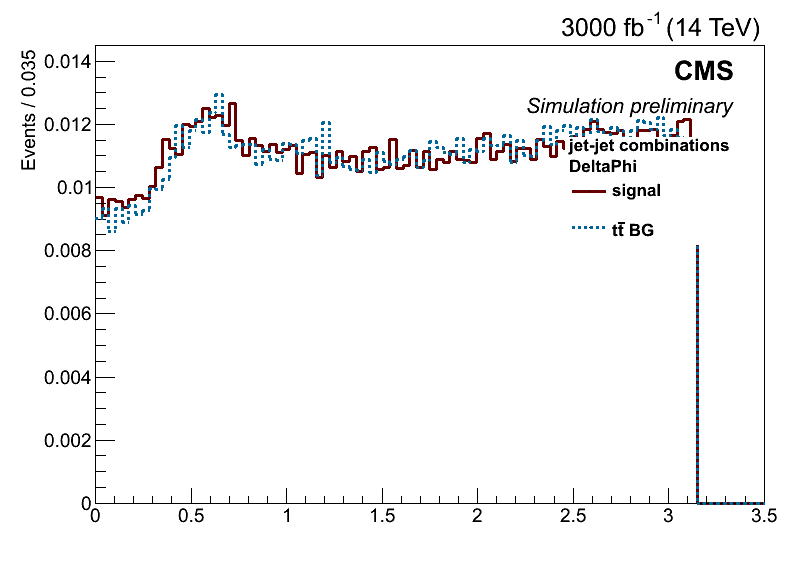 3000 fb⁻¹ (14 TeV)
Events / 0.035
0.014
CMS
Simulation preliminary
0.012
jet-jet combinations
DeltaPhi
signal
0.01
tt̄ BG
0.008
0.006
0.004
0.002
0
0 0.5 1 1.5 2 2.5 3 3.5